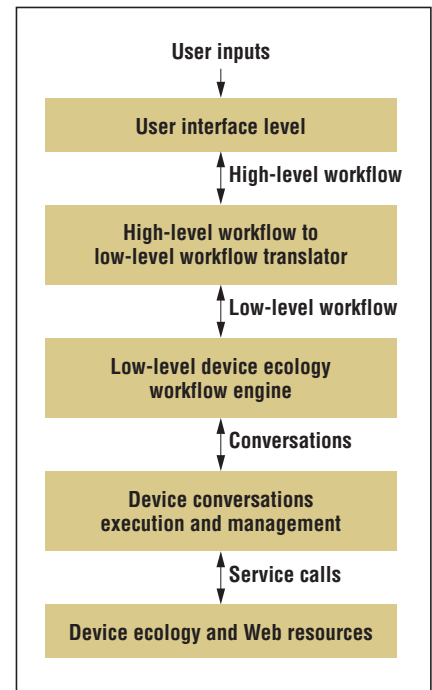 User inputs
User interface level
High-level workflow
High-level workflow to
low-level workflow translator
Low-level workflow
Low-level device ecology
workflow engine
Conversations
Device conversations
execution and management
Service calls
Device ecology and Web resources